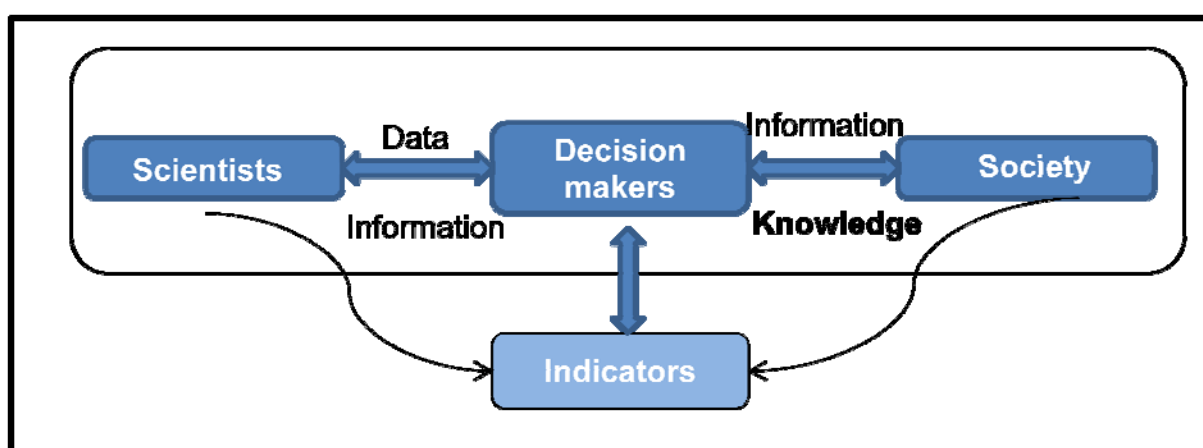 Scientists
Data
Information
Decision
makers
Information
Knowledge
Society
Indicators